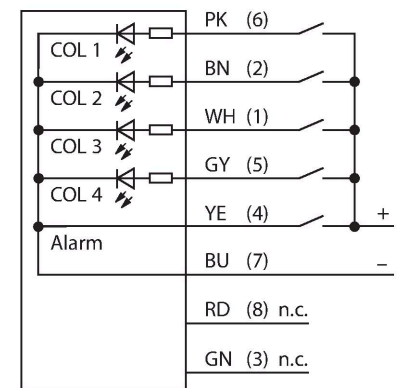 PK (6)
COL 1
BN (2)
COL 2
WH (1)
COL 3
GY (5)
COL 4
YE (4)
+
Alarm
BU (7)
–
RD (8) n.c.
GN (3) n.c.